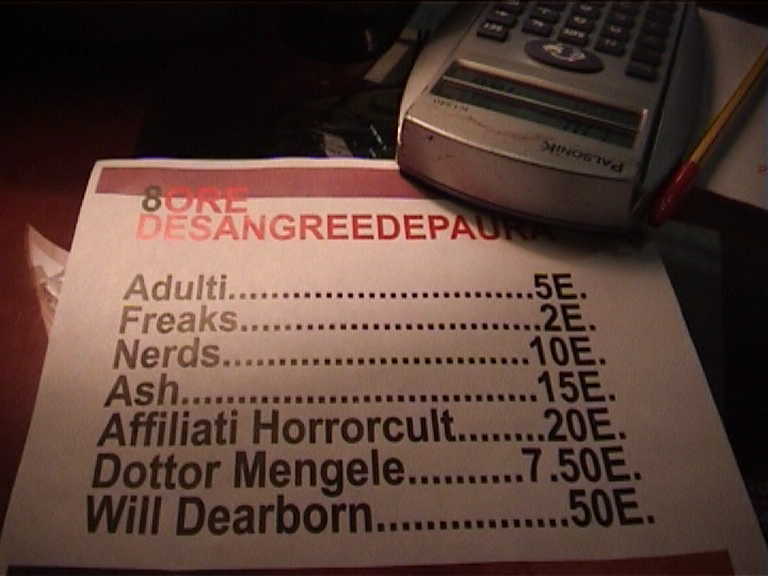 PALSONIK
8ORE
DESANGREEDEPAURA
Adulti..............................5E.
Freaks..............................2E.
Nerds..............................10E.
Ash...................................15E.
Affiliati Horrorcult........20E.
Dottor Mengele..........7.50E.
Will Dearborn.................50E.